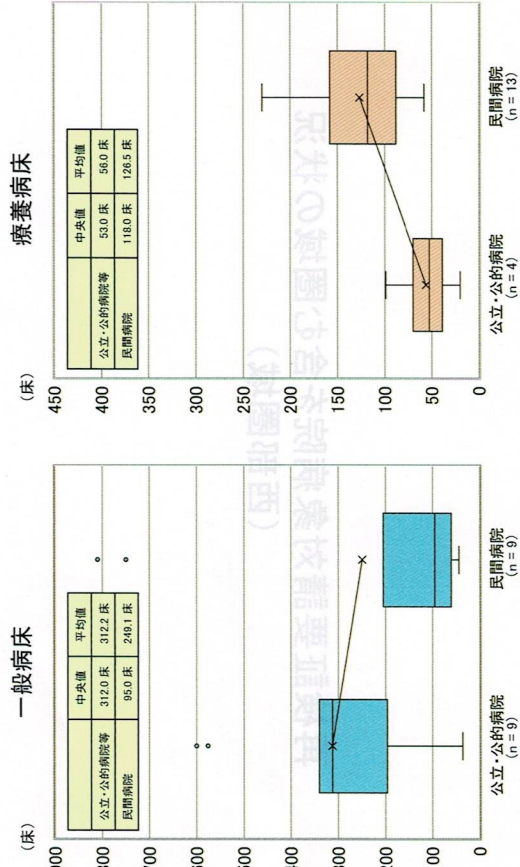 一般病床
(床)
中央値 平均値
公立・公的病院等 312.0 床 312.2 床
民間病院 95.0 床 249.1 床
0
公立・公的病院
(n = 9)
民間病院
(n = 9)
療養病床
(床)
450
400
350
300
250
200
150
100
50
0
中央値 平均値
公立・公的病院等 53.0 床 56.0 床
民間病院 118.0 床 126.5 床
公立・公的病院
(n = 4)
民間病院
(n = 13)